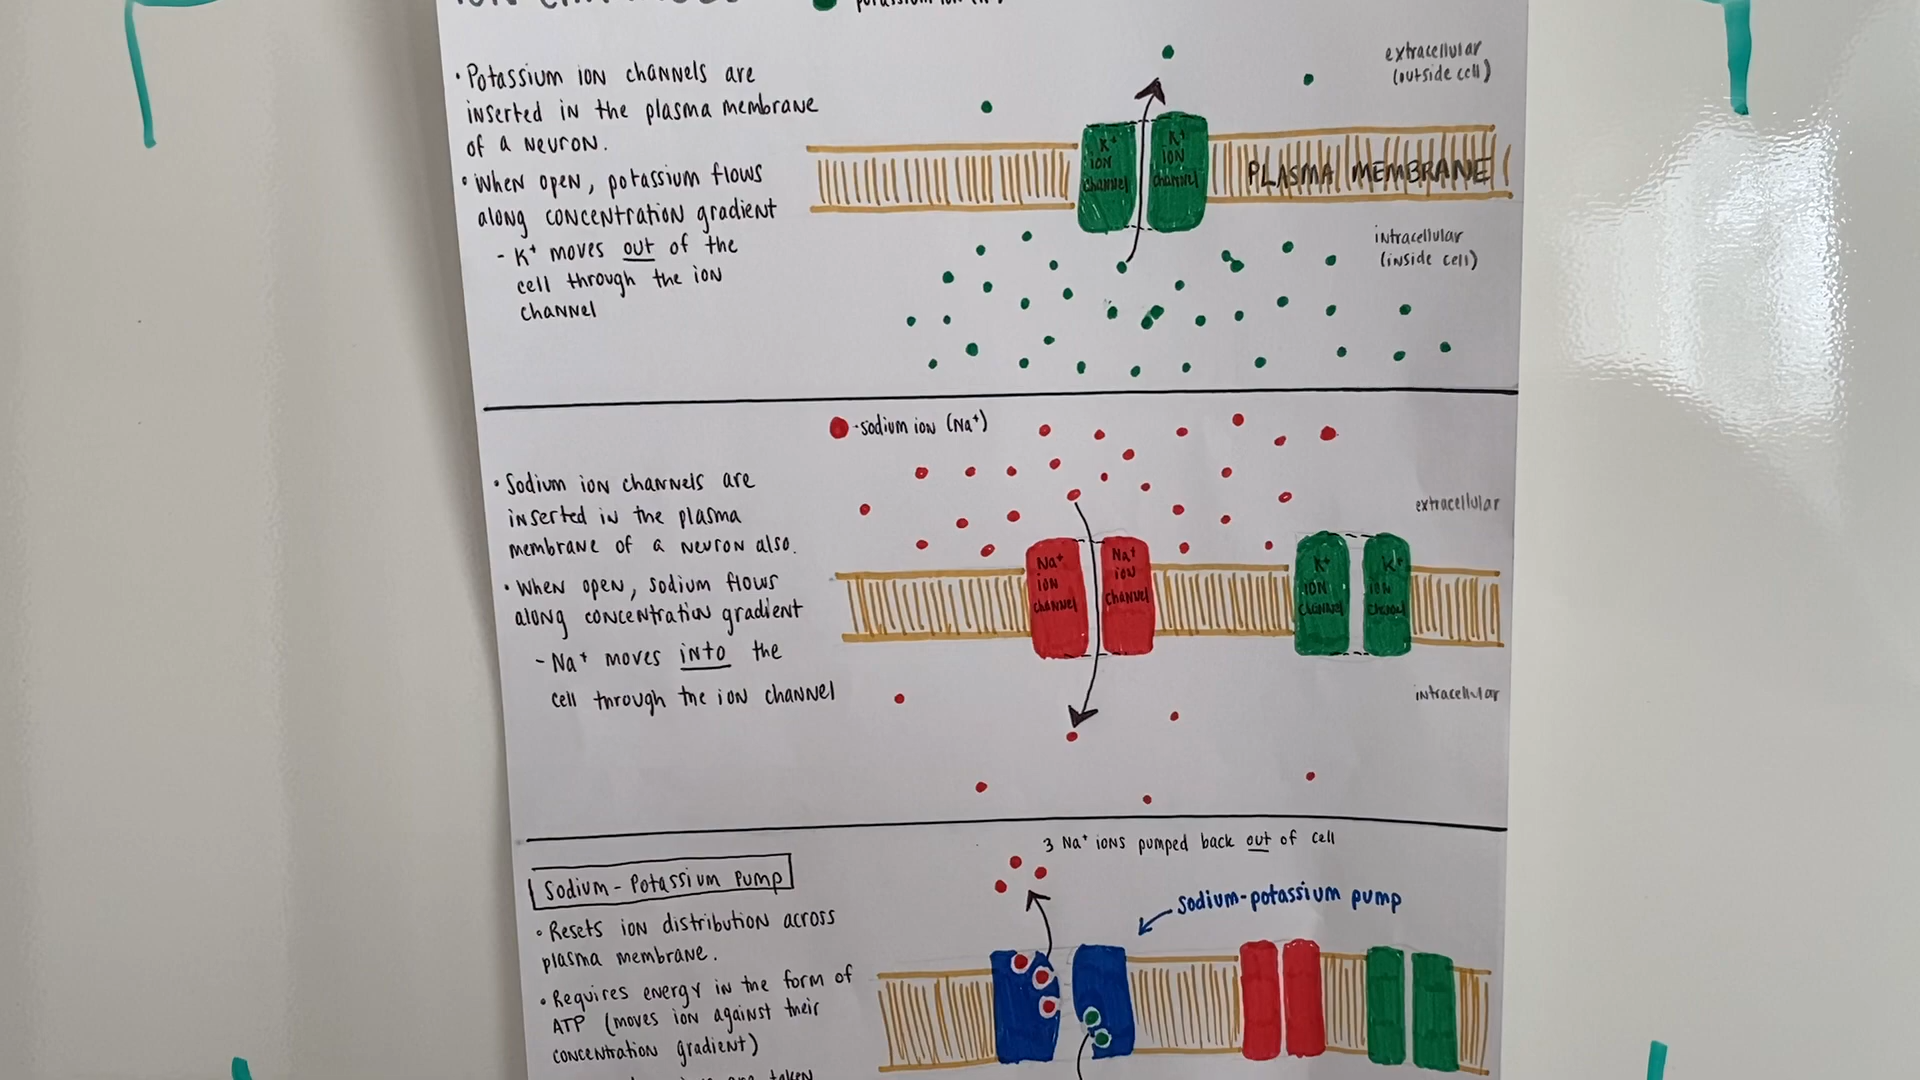 ION CHANNELS
potassium ion (K+)
• Potassium ion channels are
inserted in the plasma membrane
of a neuron.
• When open, potassium flows
along concentration gradient
- K+ moves out of the
cell through the ion
channel
extracellular
(outside cell)
K+
ion
channel
K+
ion
channel
PLASMA MEMBRANE
intracellular
(inside cell)
- sodium ion (Na+)
• Sodium ion channels are
inserted in the plasma
membrane of a neuron also.
• When open, sodium flows
along concentration gradient
- Na+ moves into the
cell through the ion channel
extracellular
Na+
ion
channel
Na+
ion
channel
K+
ion
channel
K+
ion
channel
intracellular
3 Na+ ions pumped back out of cell
Sodium-Potassium Pump
• Resets ion distribution across
plasma membrane.
• Requires energy in the form of
ATP (moves ion against their
concentration gradient)
taken
sodium-potassium pump